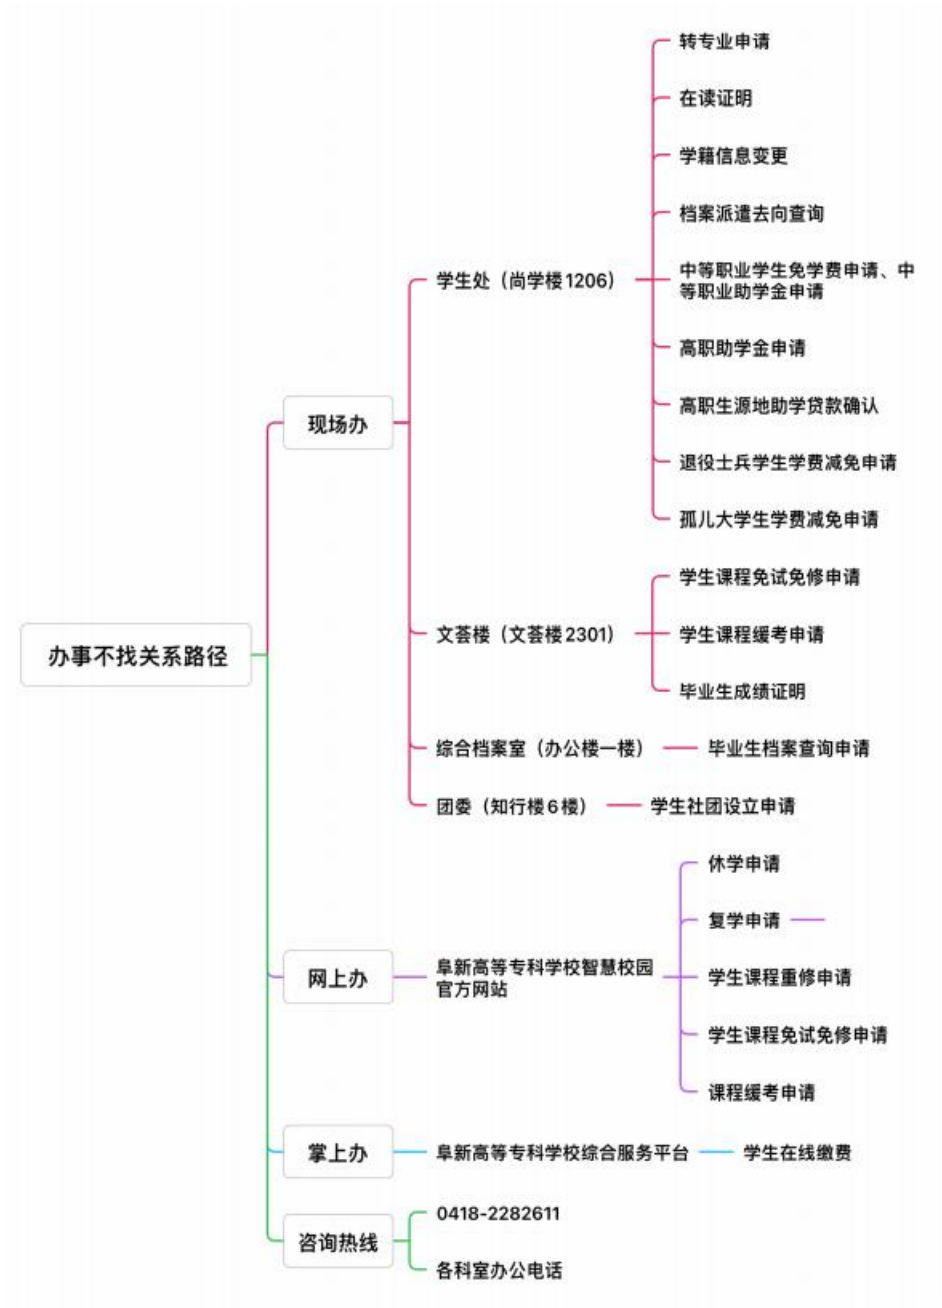 办事不找关系路径
现场办
学生处（尚学楼1206）
转专业申请
在读证明
学籍信息变更
档案派遣去向查询
中等职业学生免学费申请、中
等职业助学金申请
高职助学金申请
高职生源地助学贷款确认
退役士兵学生学费减免申请
孤儿大学生学费减免申请
文荟楼（文荟楼2301）
学生课程免试免修申请
学生课程缓考申请
毕业生成绩证明
综合档案室（办公楼一楼）
毕业生档案查询申请
团委（知行楼6楼）
学生社团设立申请
网上办
阜新高等专科学校智慧校园
官方网站
休学申请
复学申请
学生课程重修申请
学生课程免试免修申请
课程缓考申请
掌上办
阜新高等专科学校综合服务平台
学生在线缴费
咨询热线
0418-2282611
各科室办公电话